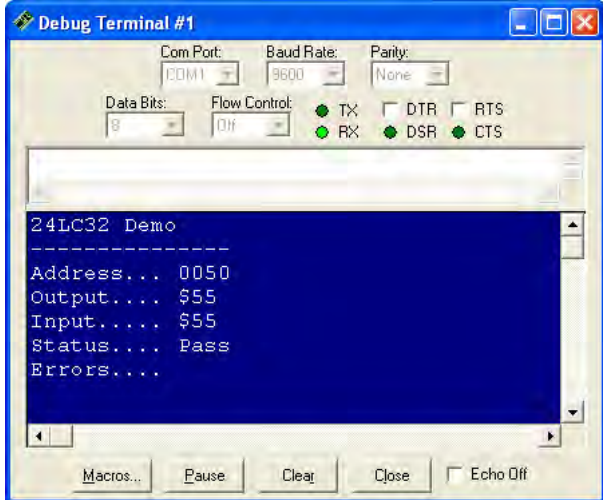 Debug Terminal #1
Com Port: Baud Rate: Parity:
COM1 9600 None
Data Bits: Flow Control: TX DTR RTS
8 Off RX DSR CTS
24LC32 Demo
---------------
Address... 0050
Output.... $55
Input..... $55
Status.... Pass
Errors....
Macros... Pause Clear Close Echo Off